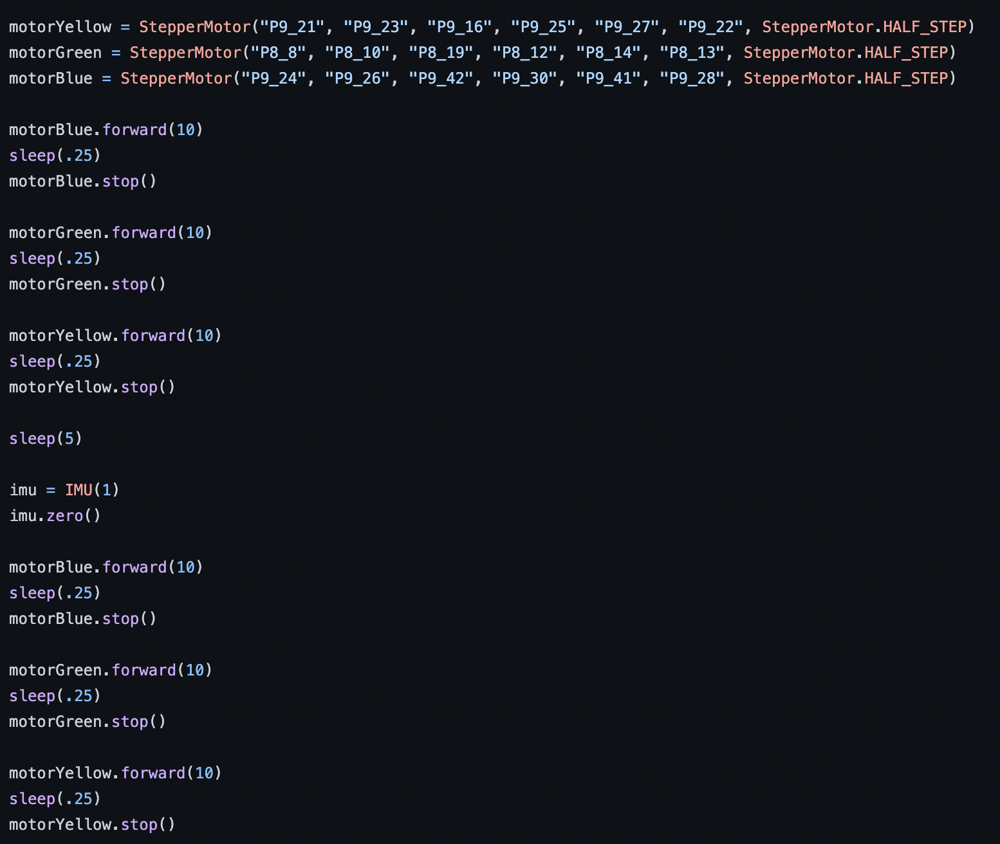 motorYellow = StepperMotor("P9_21", "P9_23", "P9_16", "P9_25", "P9_27", "P9_22", StepperMotor.HALF_STEP)
motorGreen = StepperMotor("P8_8", "P8_10", "P8_19", "P8_12", "P8_14", "P8_13", StepperMotor.HALF_STEP)
motorBlue = StepperMotor("P9_24", "P9_26", "P9_42", "P9_30", "P9_41", "P9_28", StepperMotor.HALF_STEP)

motorBlue.forward(10)
sleep(.25)
motorBlue.stop()

motorGreen.forward(10)
sleep(.25)
motorGreen.stop()

motorYellow.forward(10)
sleep(.25)
motorYellow.stop()

sleep(5)

imu = IMU(1)
imu.zero()

motorBlue.forward(10)
sleep(.25)
motorBlue.stop()

motorGreen.forward(10)
sleep(.25)
motorGreen.stop()

motorYellow.forward(10)
sleep(.25)
motorYellow.stop()